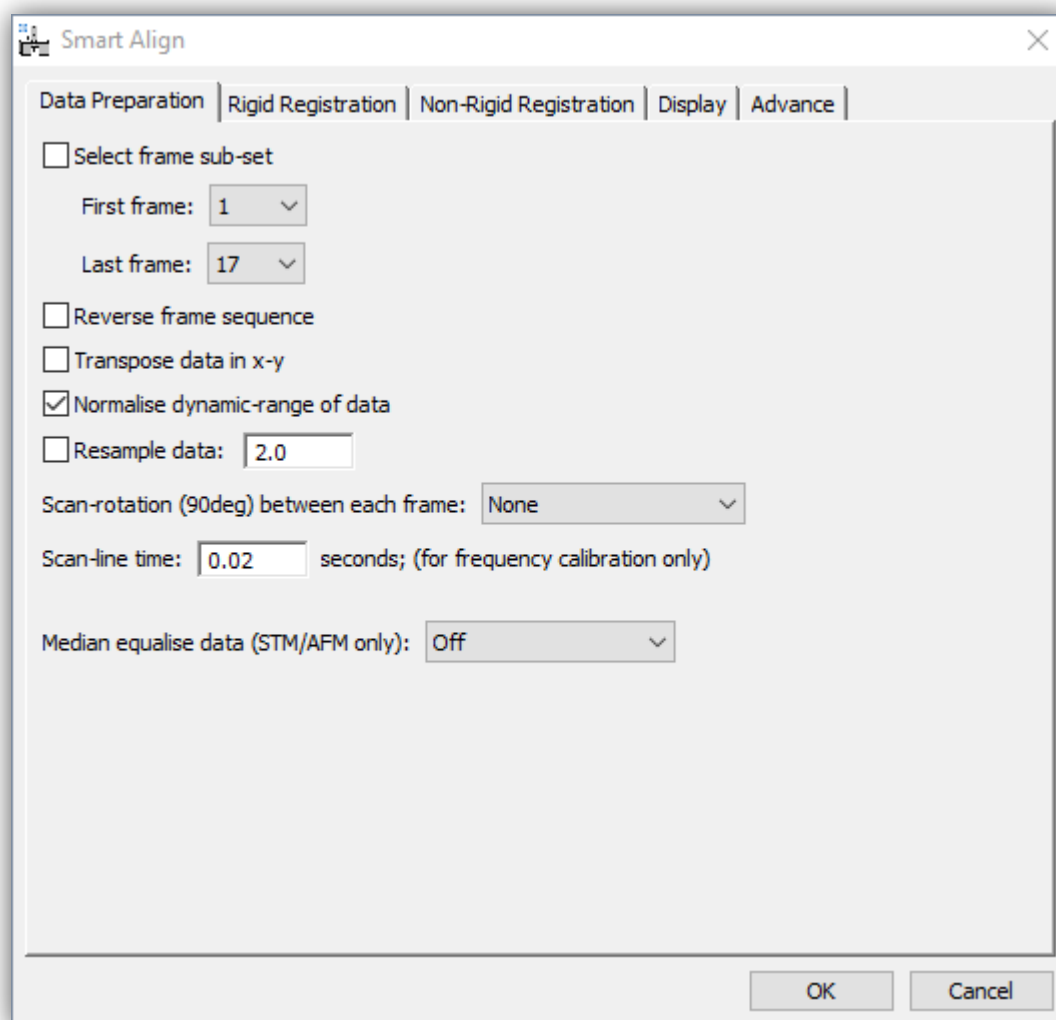 Smart Align
Data Preparation Rigid Registration Non-Rigid Registration Display Advance
Select frame sub-set
First frame: 1
Last frame: 17
Reverse frame sequence
Transpose data in x-y
Normalise dynamic-range of data
Resample data: 2.0
Scan-rotation (90deg) between each frame: None
Scan-line time: 0.02 seconds; (for frequency calibration only)
Median equalise data (STM/AFM only): Off
OK Cancel